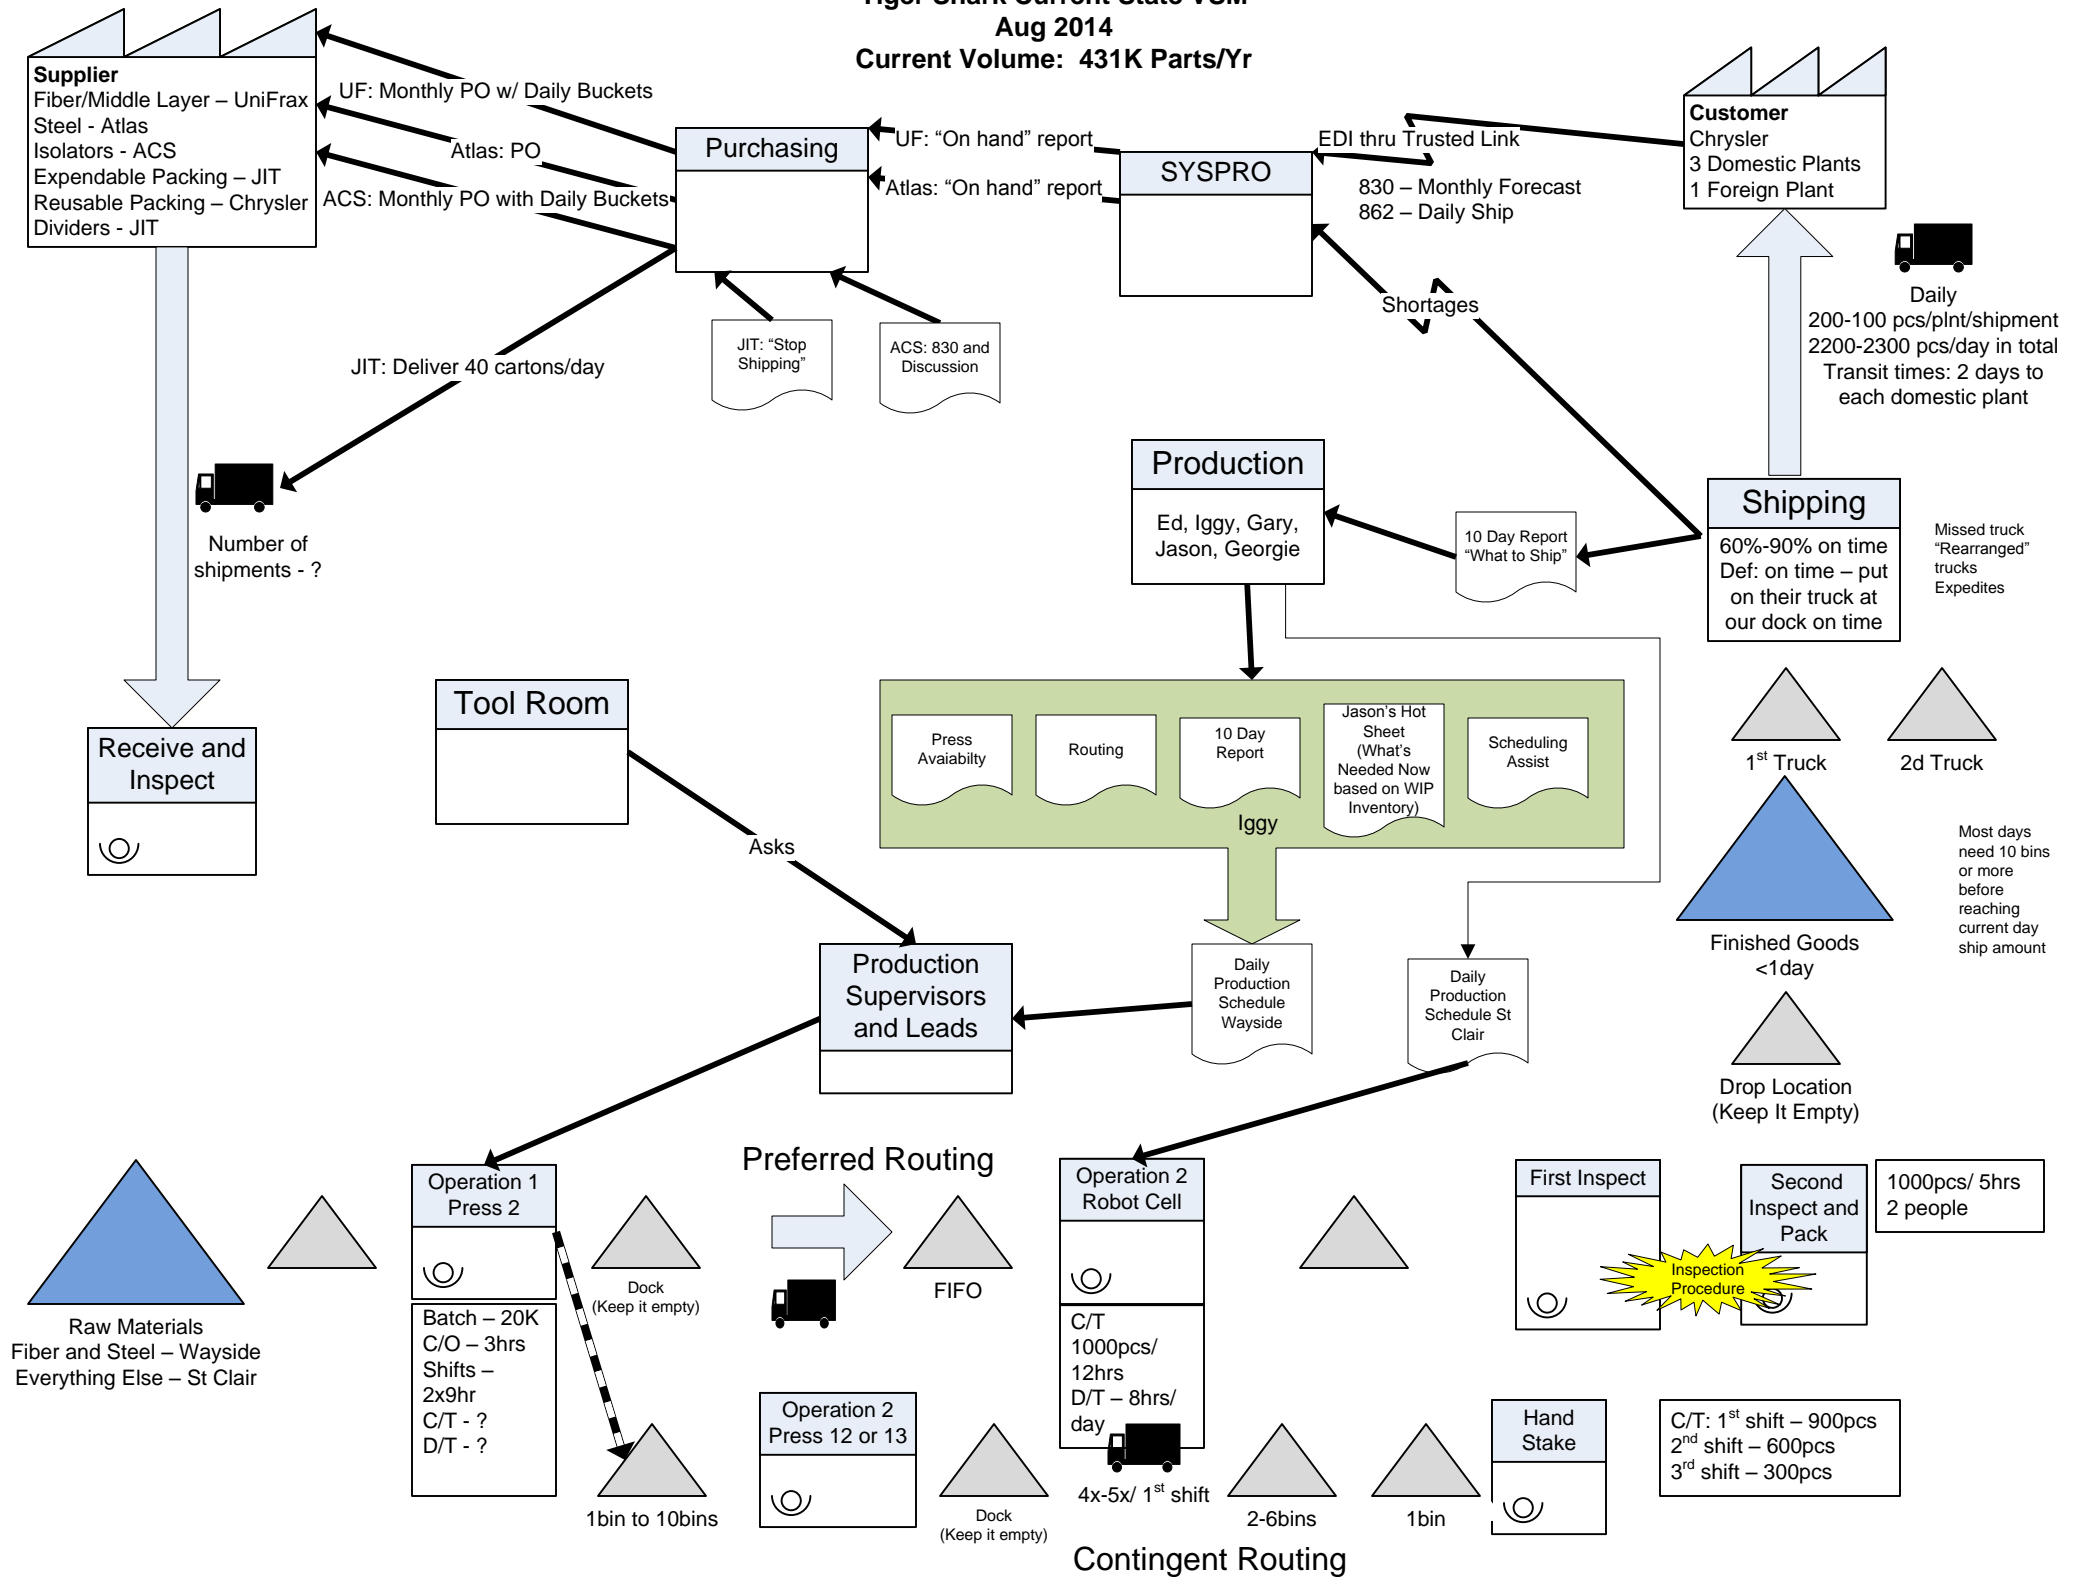 Tiger Shark Current State VSM
Aug 2014
Current Volume:  431K Parts/Yr
Supplier
Fiber/Middle Layer – UniFrax
Steel - Atlas
Isolators - ACS
Expendable Packing – JIT
Reusable Packing – Chrysler
Dividers - JIT
UF: Monthly PO w/ Daily Buckets
Atlas: PO
ACS: Monthly PO with Daily Buckets
Purchasing
UF: “On hand” report
Atlas: “On hand” report
SYSPRO
EDI thru Trusted Link
830 – Monthly Forecast
862 – Daily Ship
Customer
Chrysler
3 Domestic Plants
1 Foreign Plant
Shortages
Daily
200-100 pcs/plnt/shipment
2200-2300 pcs/day in total
Transit times: 2 days to
each domestic plant
JIT: “Stop
Shipping”
ACS: 830 and
Discussion
JIT: Deliver 40 cartons/day
Number of
shipments - ?
Production
Ed, Iggy, Gary,
Jason, Georgie
10 Day Report
“What to Ship”
Shipping
60%-90% on time
Def: on time – put
on their truck at
our dock on time
Missed truck
“Rearranged”
trucks
Expedites
Receive and
Inspect
Tool Room
Asks
Press
Avaiabilty
Routing
10 Day
Report
Jason’s Hot
Sheet
(What’s
Needed Now
based on WIP
Inventory)
Scheduling
Assist
Iggy
1st Truck
2d Truck
Finished Goods
<1day
Most days
need 10 bins
or more
before
reaching
current day
ship amount
Production
Supervisors
and Leads
Daily
Production
Schedule
Wayside
Daily
Production
Schedule St
Clair
Drop Location
(Keep It Empty)
Raw Materials
Fiber and Steel – Wayside
Everything Else – St Clair
Operation 1
Press 2
Batch – 20K
C/O – 3hrs
Shifts –
2x9hr
C/T - ?
D/T - ?
Dock
(Keep it empty)
Preferred Routing
FIFO
Operation 2
Robot Cell
C/T
1000pcs/
12hrs
D/T – 8hrs/
day
First Inspect
Second
Inspect and
Pack
1000pcs/ 5hrs
2 people
Inspection
Procedure
1bin to 10bins
Operation 2
Press 12 or 13
Dock
(Keep it empty)
4x-5x/ 1st shift
2-6bins
1bin
Hand
Stake
C/T: 1st shift – 900pcs
2nd shift – 600pcs
3rd shift – 300pcs
Contingent Routing